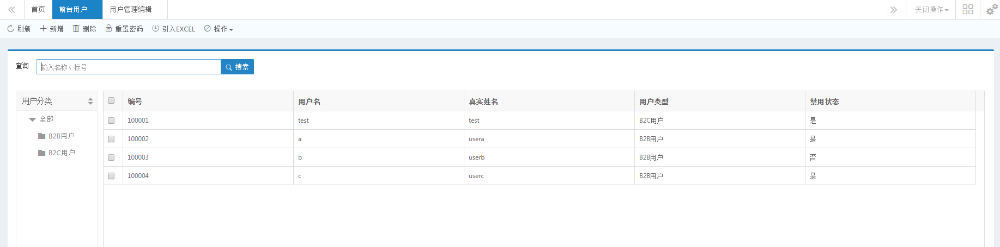 首页 前台用户 用户管理编辑 关闭操作
刷新 新增 删除 重置密码 引入EXCEL 操作
查询 输入名称、标号 搜索
用户分类
全部
B2B用户
B2C用户
编号 用户名 真实姓名 用户类型 禁用状态
100001 test test B2C用户 是
100002 a usera B2B用户 是
100003 b userb B2B用户 否
100004 c userc B2B用户 是